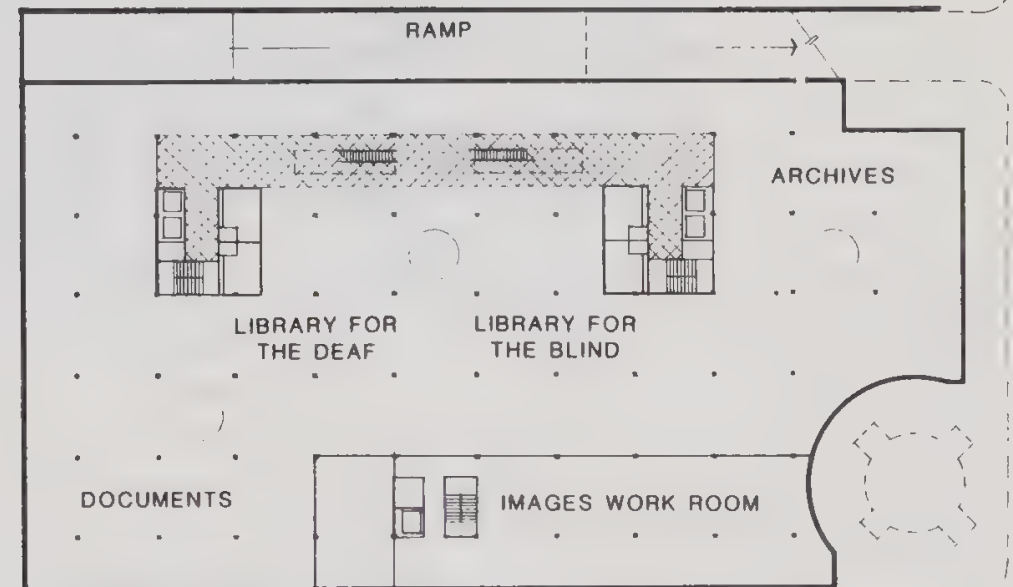 RAMP
ARCHIVES
LIBRARY FOR
THE DEAF
LIBRARY FOR
THE BLIND
DOCUMENTS
IMAGES WORK ROOM